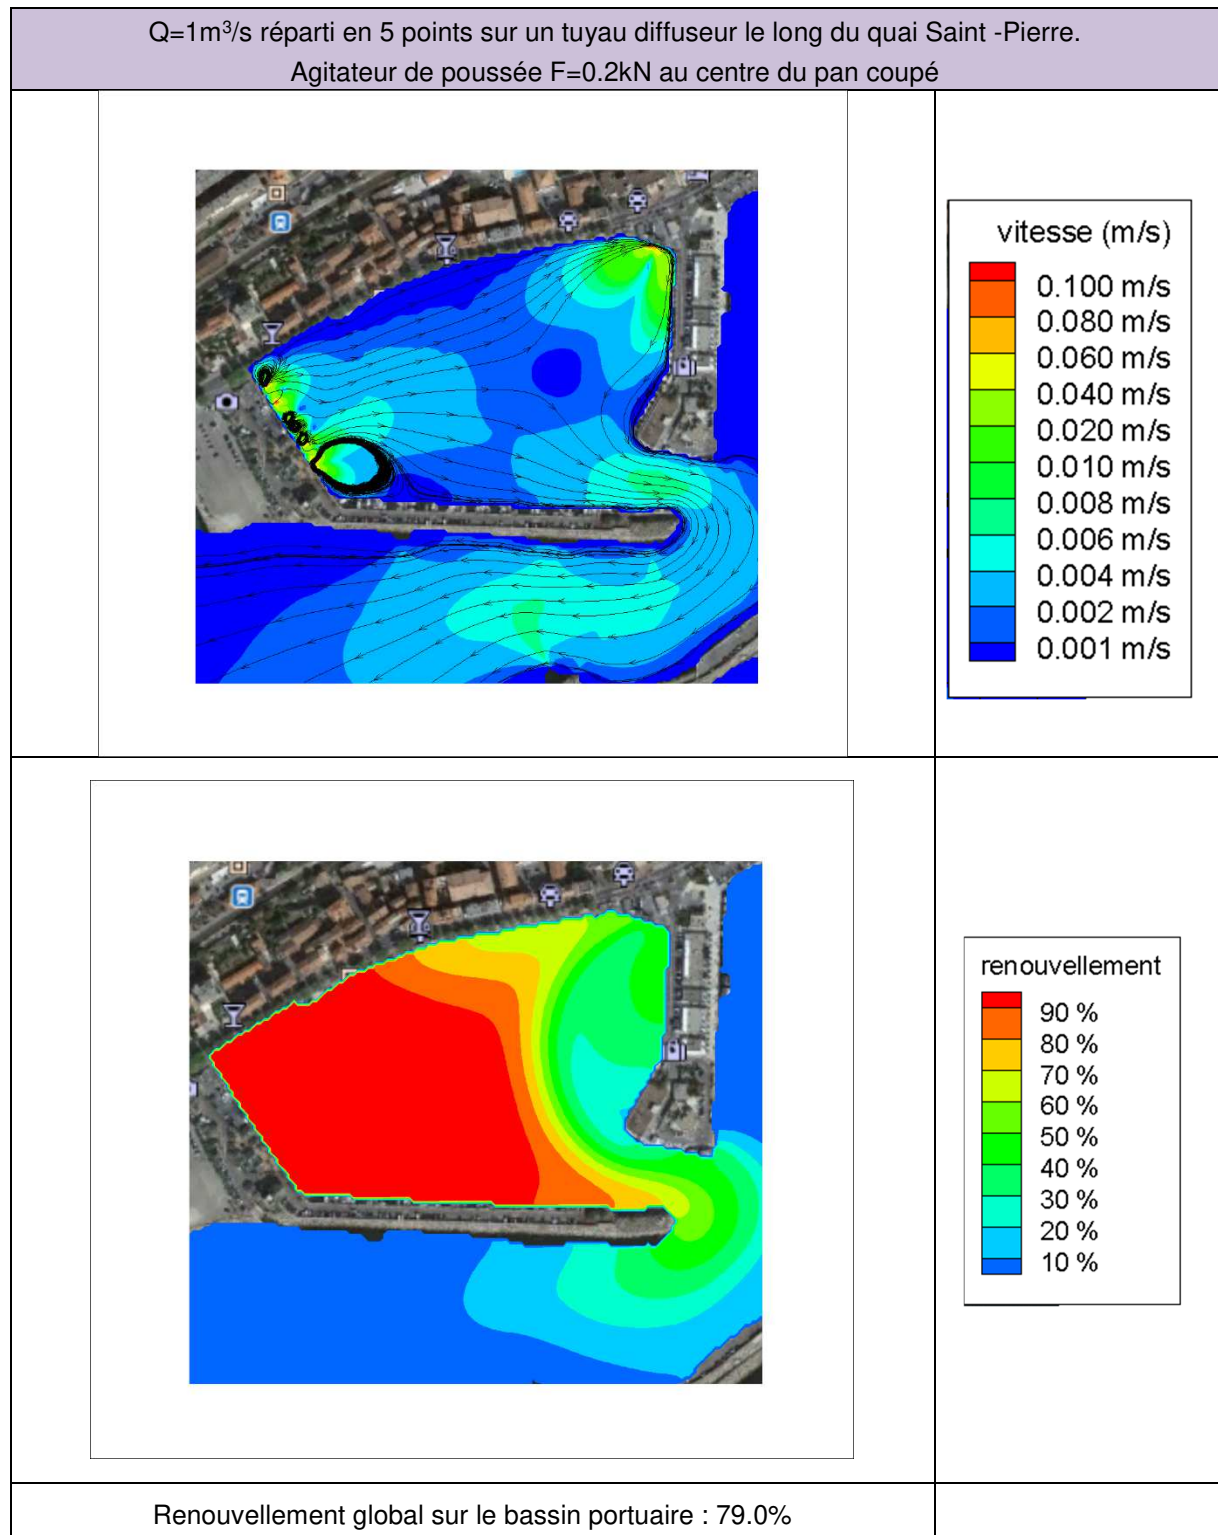 Q=1m³/s réparti en 5 points sur un tuyau diffuseur le long du quai Saint -Pierre.
Agitateur de poussée F=0.2kN au centre du pan coupé
vitesse (m/s)
0.100 m/s
0.080 m/s
0.060 m/s
0.040 m/s
0.020 m/s
0.010 m/s
0.008 m/s
0.006 m/s
0.004 m/s
0.002 m/s
0.001 m/s
renouvellement
90 %
80 %
70 %
60 %
50 %
40 %
30 %
20 %
10 %
Renouvellement global sur le bassin portuaire : 79.0%